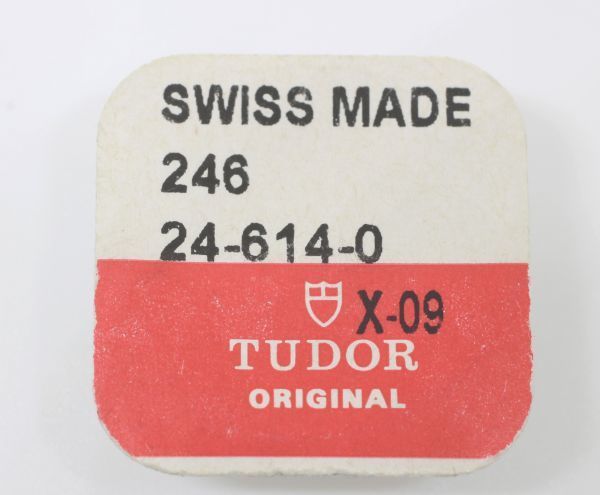 SWISS MADE
246
24-614-0
X-09
TUDOR
ORIGINAL